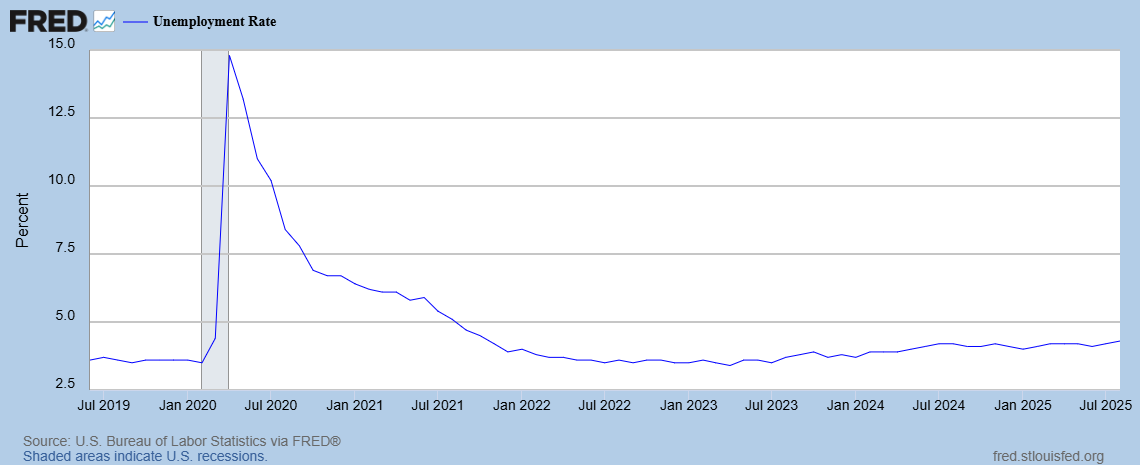 FRED Unemployment Rate
15.0
12.5
10.0
7.5
5.0
2.5
Percent
Jul 2019 Jan 2020 Jul 2020 Jan 2021 Jul 2021 Jan 2022 Jul 2022 Jan 2023 Jul 2023 Jan 2024 Jul 2024 Jan 2025 Jul 2025
Source: U.S. Bureau of Labor Statistics via FRED®
Shaded areas indicate U.S. recessions.
fred.stlouisfed.org